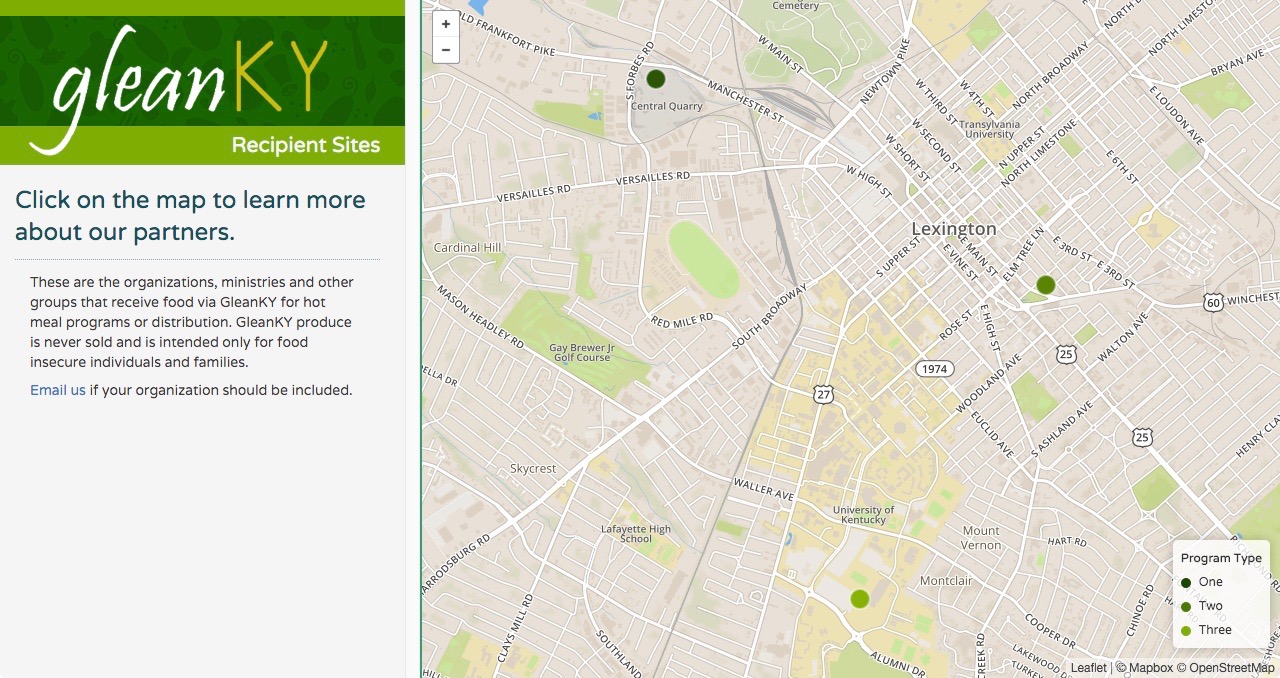 gleanKY
Recipient Sites
Click on the map to learn more
about our partners.
These are the organizations, ministries and other
groups that receive food via GleanKY for hot
meal programs or distribution. GleanKY produce
is never sold and is intended only for food
insecure individuals and families.
Email us if your organization should be included.
+
−
Cemetery
OLD FRANKFORT PIKE
S FORBES RD
W MAIN ST
NEWTOWN PIKE
NORTH LIMESTONE
NORTH BROADWAY
BRYAN AVE
Central Quarry
MANCHESTER ST
W THIRD ST
W 4TH ST
E LOUDON AVE
Transylvania
University
W SECOND ST
W SHORT ST
N UPPER ST
NORTH LIMESTONE
E 6TH ST
VERSAILLES RD
VERSAILLES RD
W HIGH ST
Lexington
Cardinal Hill
S UPPER ST
E VINE ST
E MAIN ST
ELM TREE LN
E 3RD ST
E 3RD ST
MASON HEADLEY RD
RED MILE RD
SOUTH BROADWAY
ROSE ST
E HIGH ST
60
WINCHEST
WALTON AVE
Gay Brewer Jr
Golf Course
25
1974
27
WOODLAND AVE
ELLA DR
EUCLID AVE
S ASHLAND AVE
25
HENRY CLA
Skycrest
WALLER AVE
University of
Kentucky
Lafayette High
School
Mount
Vernon
HART RD
ARRODSBURG RD
Montclair
CLAYS MILL RD
SOUTHLAN
ALUMNI DR
CREEK RD
COOPER DR
CHINOE RD
LAKEWOOD D
TURKEY
HILL
Program Type
One
Two
Three
Leaflet | © Mapbox © OpenStreetMap